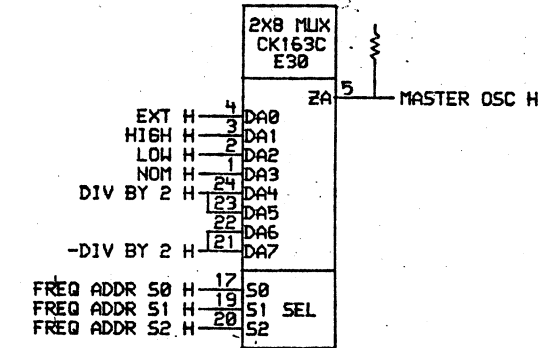 2X8 MUX
CK163C
E30
ZA 5 MASTER OSC H
EXT H 4 DA0
HIGH H 3 DA1
LOW H 2 DA2
NOM H 1 DA3
DIV BY 2 H 24 DA4
23 DA5
22 DA6
-DIV BY 2 H 21 DA7
FREQ ADDR S0 H 17 S0
FREQ ADDR S1 H 19 S1 SEL
FREQ ADDR S2 H 20 S2